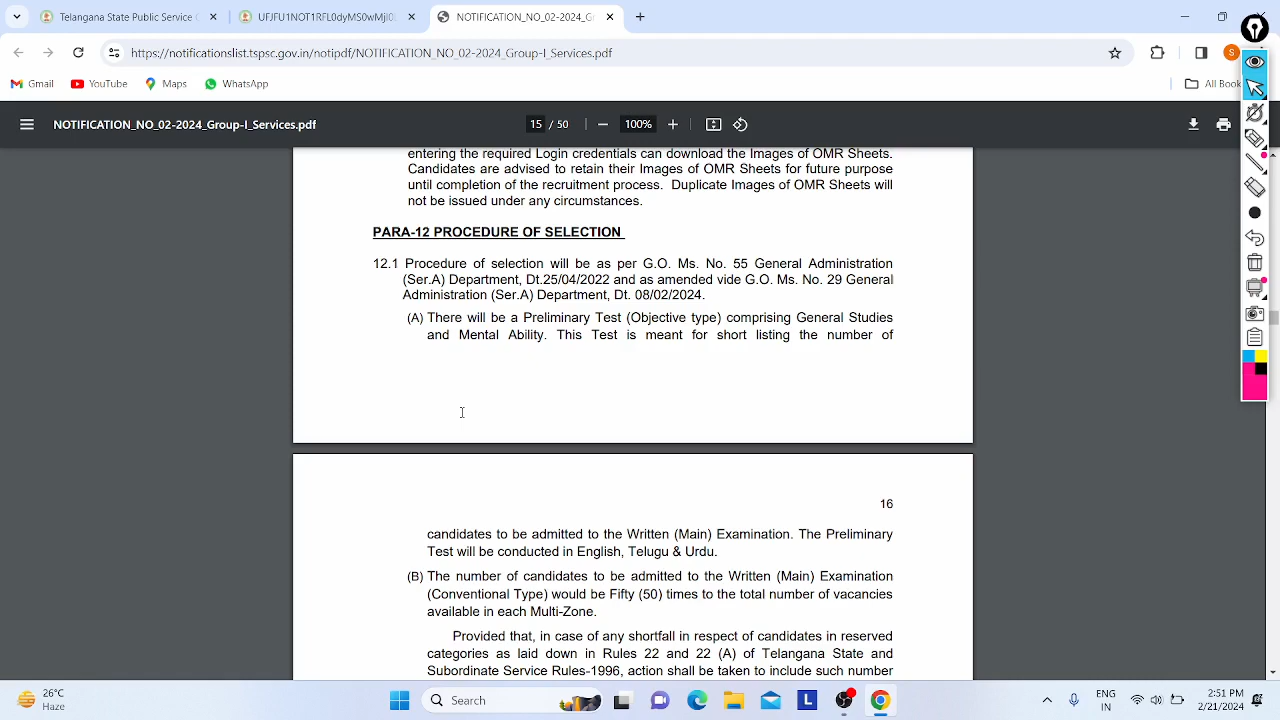 Telangana State Public Service C
UFJFU1NOT1RFL0dyMS0wMjI0
NOTIFICATION_NO_02-2024_G
https://notificationslist.tspsc.gov.in/notipdf/NOTIFICATION_NO_02-2024_Group-I_Services.pdf
S
Gmail
YouTube
Maps
WhatsApp
All Book
NOTIFICATION_NO_02-2024_Group-I_Services.pdf
15 / 50
100%
entering the required Login credentials can download the Images of OMR Sheets.
Candidates are advised to retain their Images of OMR Sheets for future purpose
until completion of the recruitment process. Duplicate Images of OMR Sheets will
not be issued under any circumstances.
PARA-12 PROCEDURE OF SELECTION
12.1 Procedure of selection will be as per G.O. Ms. No. 55 General Administration
(Ser.A) Department, Dt.25/04/2022 and as amended vide G.O. Ms. No. 29 General
Administration (Ser.A) Department, Dt. 08/02/2024.
(A) There will be a Preliminary Test (Objective type) comprising General Studies
and Mental Ability. This Test is meant for short listing the number of
16
candidates to be admitted to the Written (Main) Examination. The Preliminary
Test will be conducted in English, Telugu & Urdu.
(B) The number of candidates to be admitted to the Written (Main) Examination
(Conventional Type) would be Fifty (50) times to the total number of vacancies
available in each Multi-Zone.
Provided that, in case of any shortfall in respect of candidates in reserved
categories as laid down in Rules 22 and 22 (A) of Telangana State and
Subordinate Service Rules-1996, action shall be taken to include such number
26°C
Haze
Search
L
ENG
IN
2:51 PM
2/21/2024